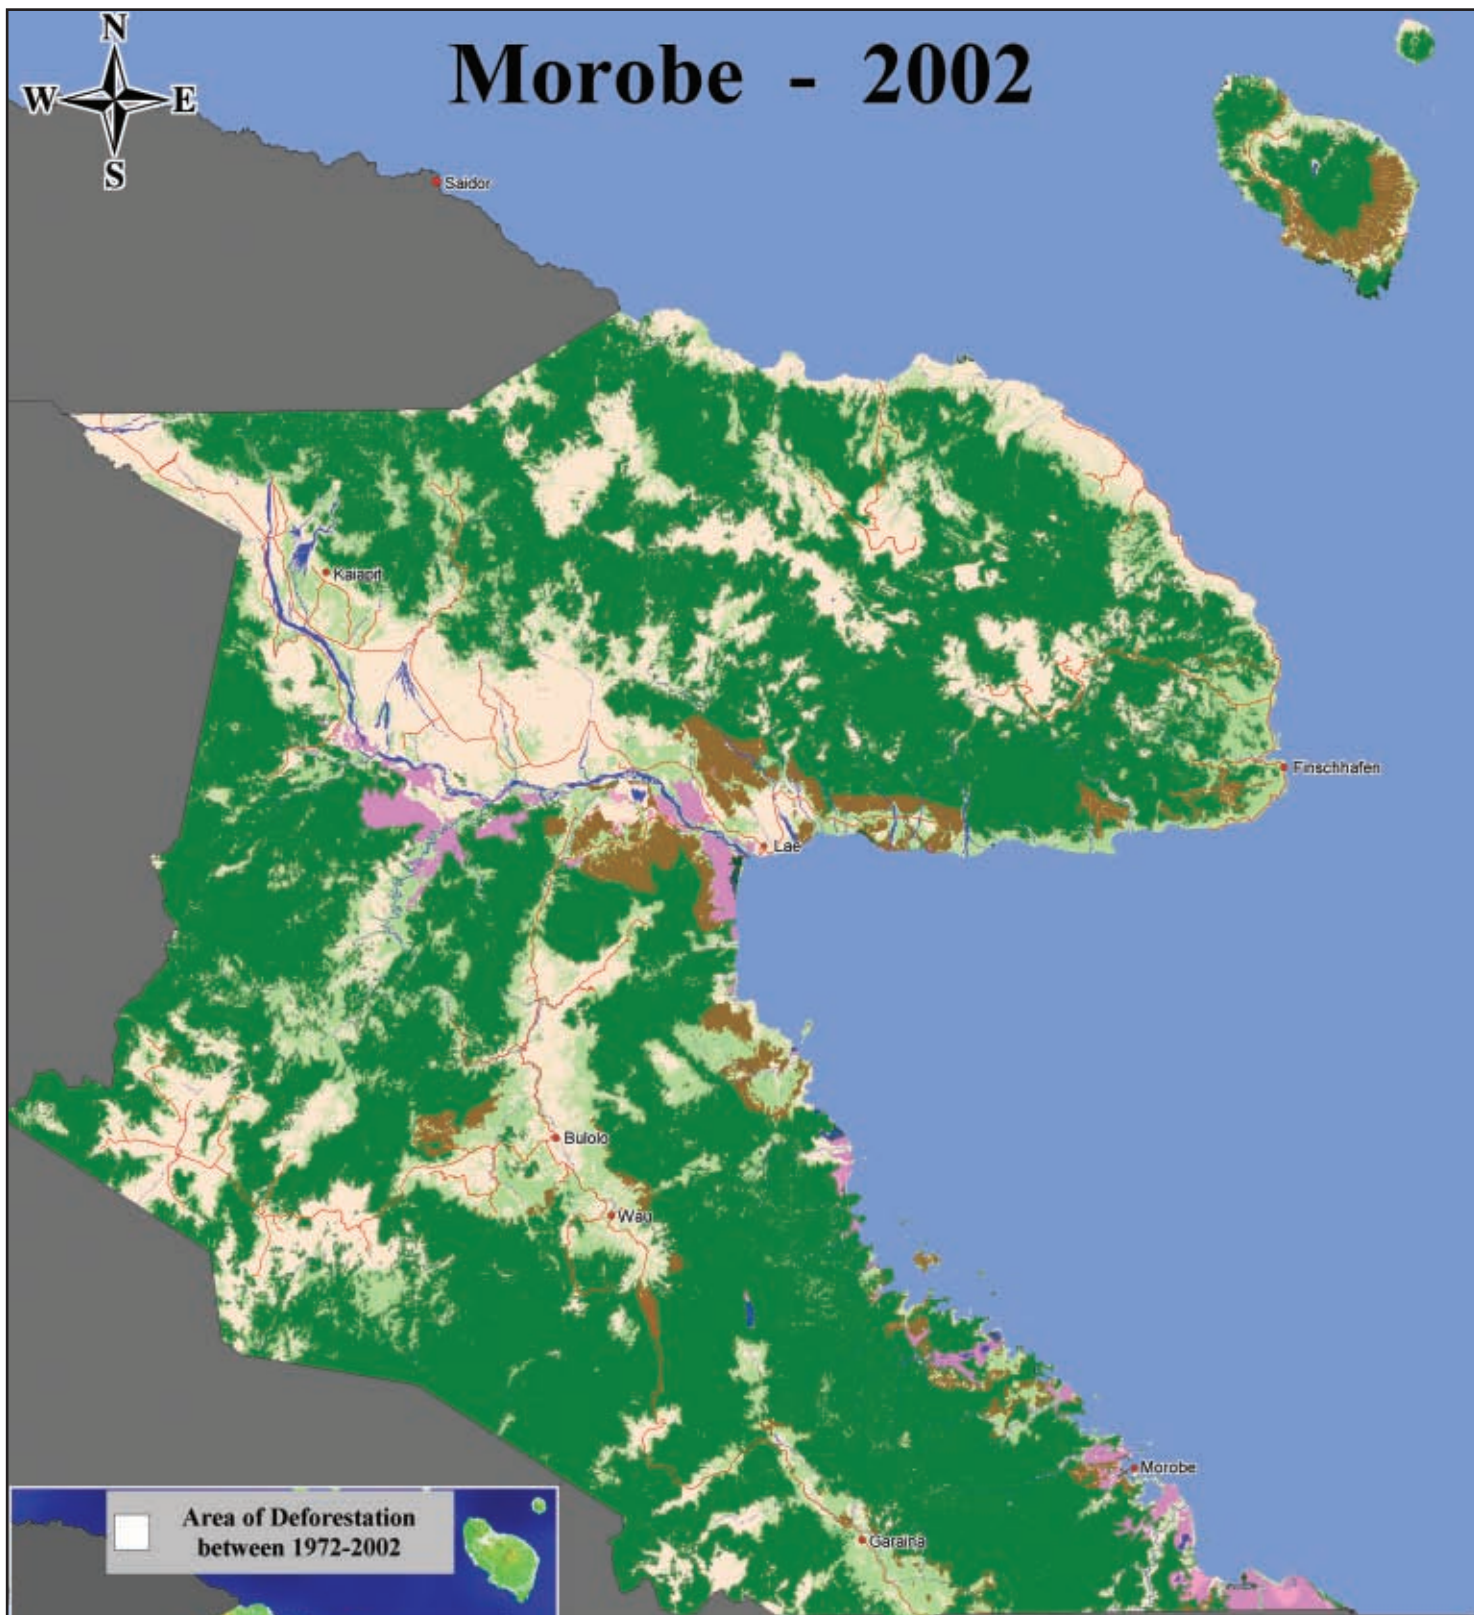 Morobe - 2002
N
W E
S
Saidor
Kaiapit
Finschhafen
Lae
Bulolo
Wau
Morobe
Garaina
Area of Deforestation
between 1972-2002